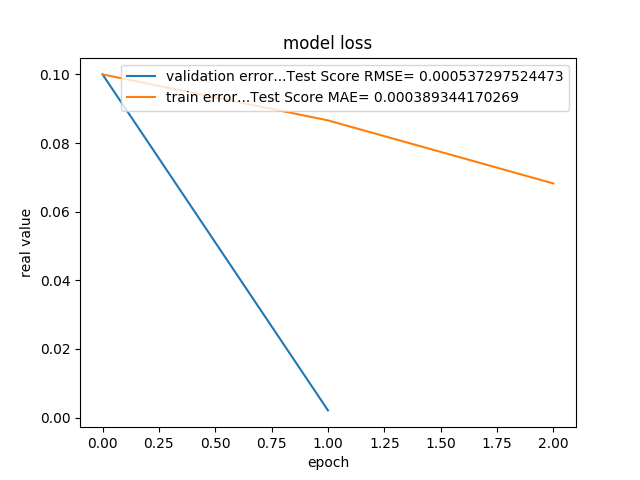 model loss
validation error...Test Score RMSE= 0.000537297524473
train error...Test Score MAE= 0.000389344170269
0.10
0.08
0.06
0.04
0.02
0.00
real value
0.00 0.25 0.50 0.75 1.00 1.25 1.50 1.75 2.00
epoch